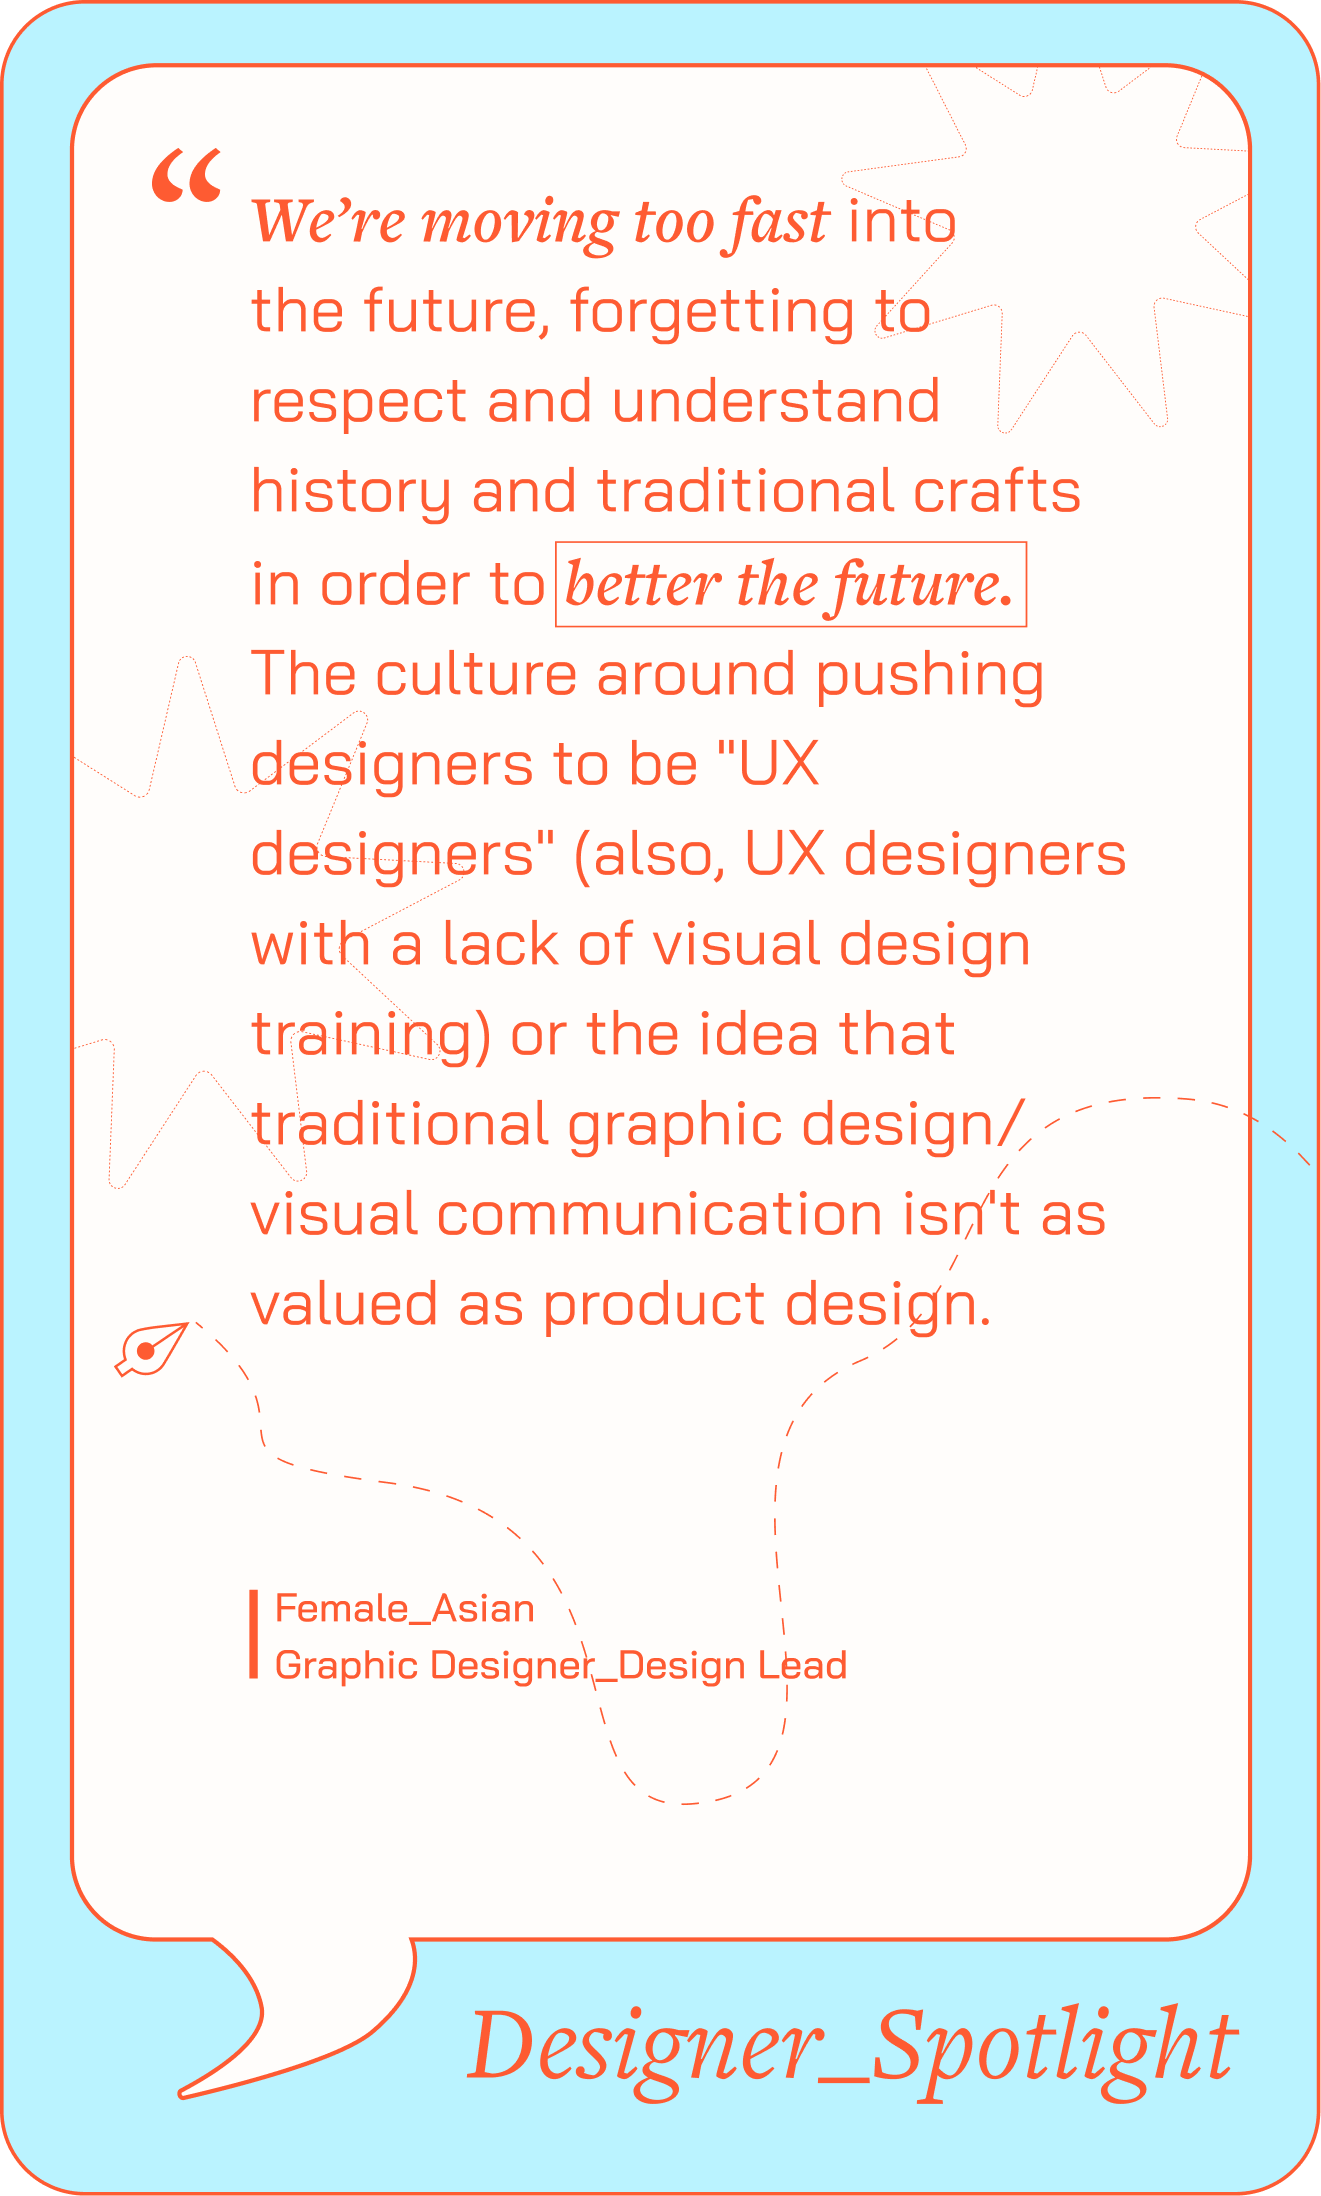 “
We’re moving too fast into
the future, forgetting to
respect and understand
history and traditional crafts
in order to better the future.
The culture around pushing
designers to be "UX
designers" (also, UX designers
with a lack of visual design
training) or the idea that
traditional graphic design/
visual communication isn't as
valued as product design.
Female_Asian
Graphic Designer_Design Lead
Designer_Spotlight